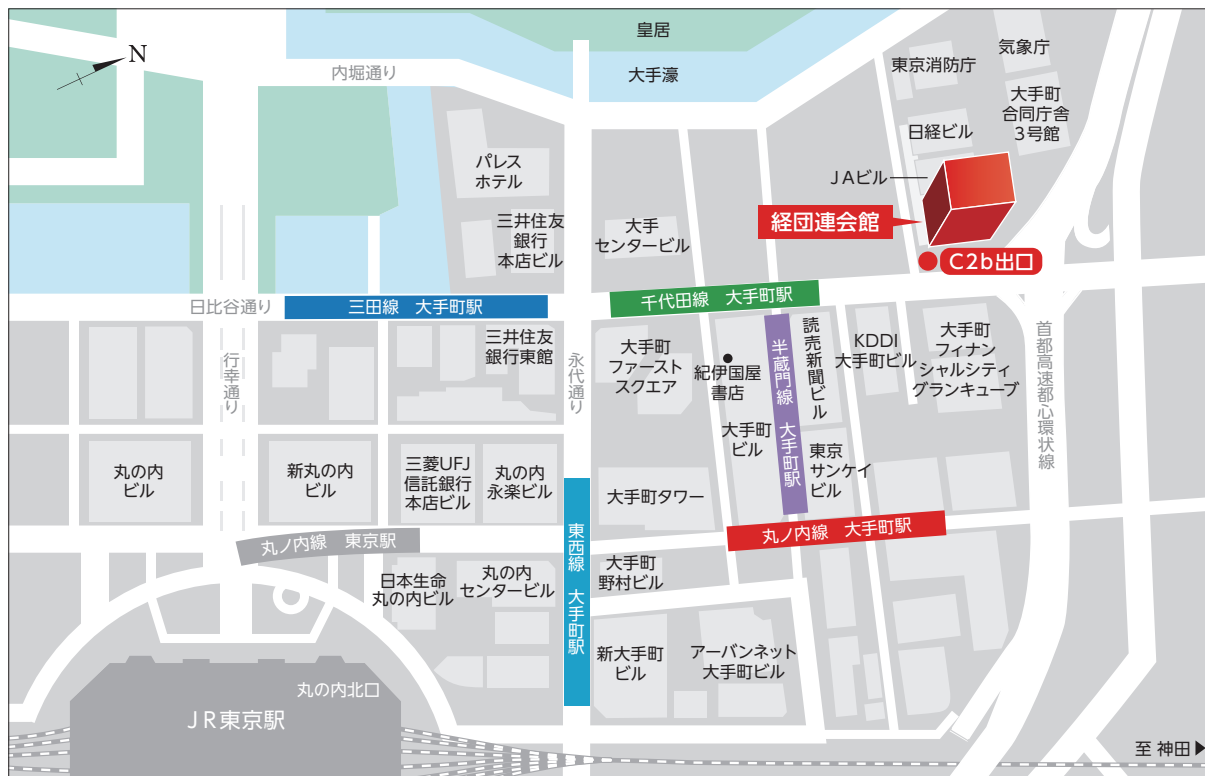 皇居
気象庁
N
内堀通り
大手濠
東京消防庁
大手町
合同庁舎
3号館
日経ビル
パレス
ホテル
JAビル
三井住友
銀行
本店ビル
大手
センタービル
経団連会館
C2b出口
日比谷通り
三田線 大手町駅
千代田線 大手町駅
行幸通り
三井住友
銀行東館
永代通り
大手町
ファースト
スクエア
紀伊国屋
書店
半蔵門線 大手町駅
読売新聞ビル
KDDI
大手町ビル
大手町
フィナン
シャルシティ
グランキューブ
首都高速都心環状線
大手町
ビル
丸の内
ビル
新丸の内
ビル
三菱UFJ
信託銀行
本店ビル
丸の内
永楽ビル
大手町タワー
東京
サンケイ
ビル
丸ノ内線 東京駅
東西線 大手町駅
丸ノ内線 大手町駅
日本生命
丸の内ビル
丸の内
センタービル
大手町
野村ビル
新大手町
ビル
アーバンネット
大手町ビル
丸の内北口
JR東京駅
至 神田▶